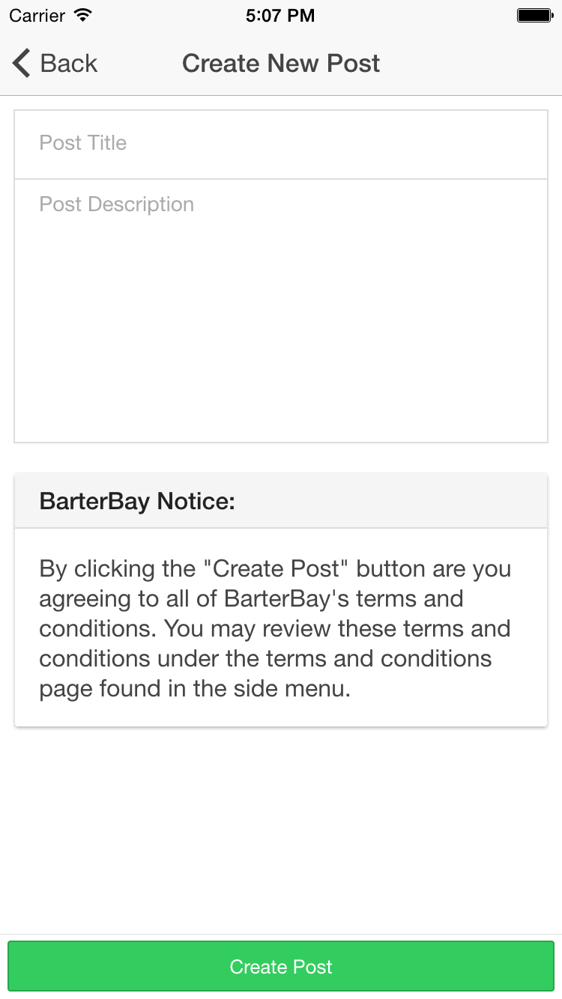 Carrier 5:07 PM
Back Create New Post
Post Title
Post Description
BarterBay Notice:
By clicking the "Create Post" button are you
agreeing to all of BarterBay's terms and
conditions. You may review these terms and
conditions under the terms and conditions
page found in the side menu.
Create Post